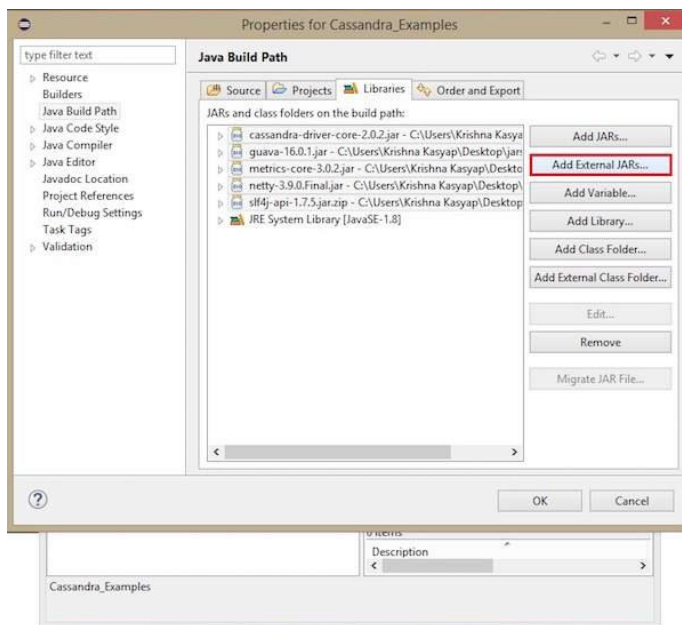 Properties for Cassandra_Examples
type filter text
Resource
Builders
Java Build Path
Java Code Style
Java Compiler
Java Editor
Javadoc Location
Project References
Run/Debug Settings
Task Tags
Validation
Java Build Path
Source Projects Libraries Order and Export
JARs and class folders on the build path:
cassandra-driver-core-2.0.2.jar - C:\Users\Krishna Kasya
guava-16.0.1.jar - C:\Users\Krishna Kasyap\Desktop\jars
metrics-core-3.0.2.jar - C:\Users\Krishna Kasyap\Deskto
netty-3.9.0.Final.jar - C:\Users\Krishna Kasyap\Desktop\
slf4j-api-1.7.5.jar.zip - C:\Users\Krishna Kasyap\Desktop
JRE System Library [JavaSE-1.8]
Add JARs...
Add External JARs...
Add Variable...
Add Library...
Add Class Folder...
Add External Class Folder...
Edit...
Remove
Migrate JAR File...
OK Cancel
0 items
Description
Cassandra_Examples